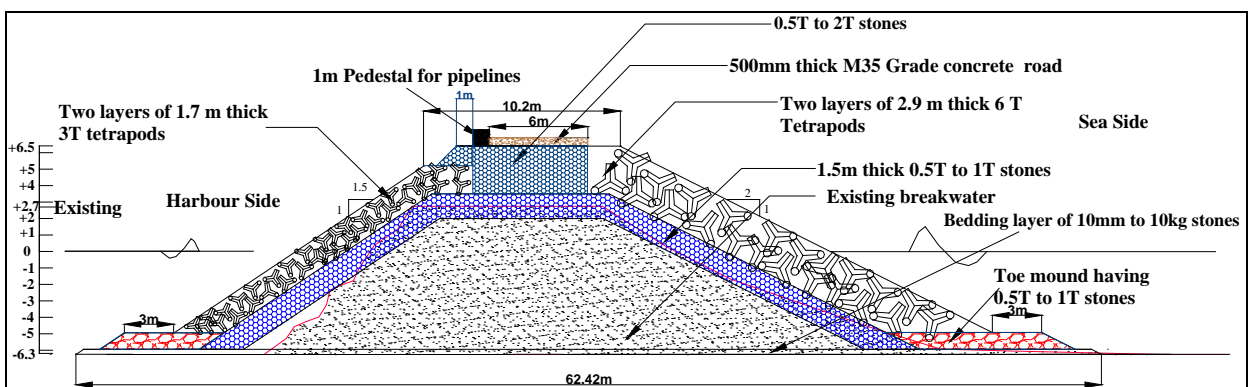 0.5T to 2T stones
1m Pedestal for pipelines
500mm thick M35 Grade concrete road
Two layers of 1.7 m thick
3T tetrapods
1m
10.2m
6m
Two layers of 2.9 m thick 6 T
Tetrapods
Sea Side
+6.5
+5
+4
+2.7
+2
+1
0
-1
-2
-3
-4
-5
-6.3
Existing
Harbour Side
1.5
1
2
1
1.5m thick 0.5T to 1T stones
Existing breakwater
Bedding layer of 10mm to 10kg stones
Toe mound having
0.5T to 1T stones
3m
3m
62.42m